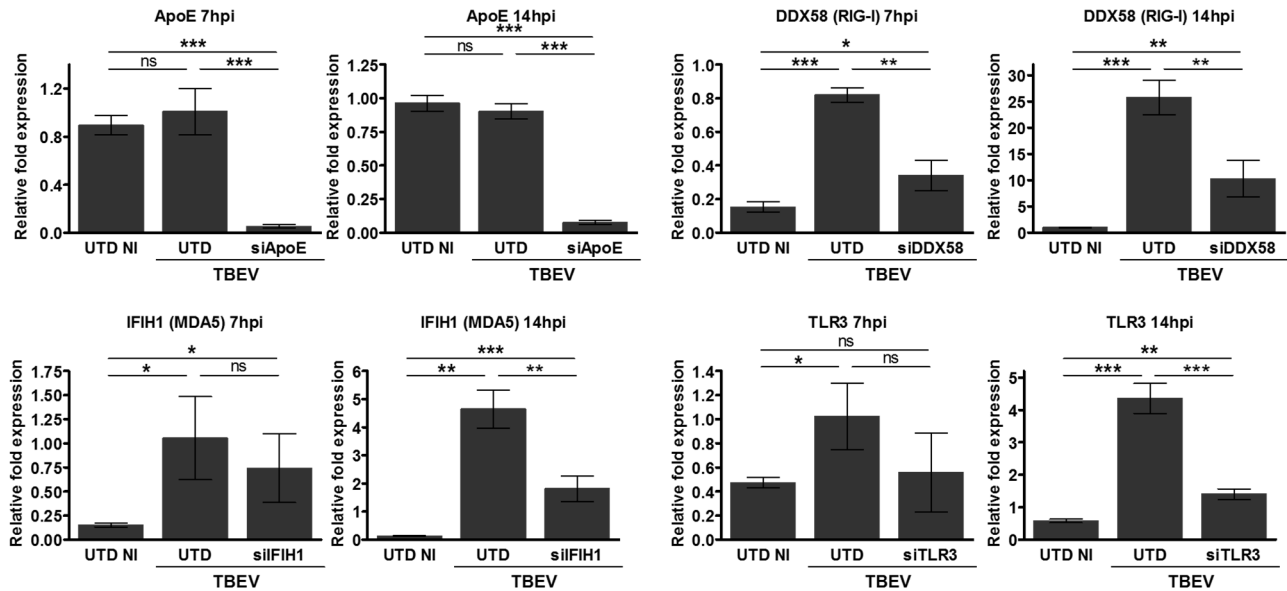 ApoE 7hpi
Relative fold expression
1.2
0.8
0.4
0.0
***
ns
***
UTD NI UTD siApoE
TBEV
ApoE 14hpi
Relative fold expression
1.25
1.00
0.75
0.50
0.25
0.00
***
ns
***
UTD NI UTD siApoE
TBEV
DDX58 (RIG-I) 7hpi
Relative fold expression
1.0
0.8
0.6
0.4
0.2
0.0
*
***
**
UTD NI UTD siDDX58
TBEV
DDX58 (RIG-I) 14hpi
Relative fold expression
30
25
20
15
10
5
0
**
***
**
UTD NI UTD siDDX58
TBEV
IFIH1 (MDA5) 7hpi
Relative fold expression
1.75
1.50
1.25
1.00
0.75
0.50
0.25
0.00
*
*
ns
UTD NI UTD siIFIH1
TBEV
IFIH1 (MDA5) 14hpi
Relative fold expression
6
5
4
3
2
1
0
***
**
**
UTD NI UTD siIFIH1
TBEV
TLR3 7hpi
Relative fold expression
1.4
1.2
1.0
0.8
0.6
0.4
0.2
0.0
ns
*
ns
UTD NI UTD siTLR3
TBEV
TLR3 14hpi
Relative fold expression
5
4
3
2
1
0
**
***
***
UTD NI UTD siTLR3
TBEV